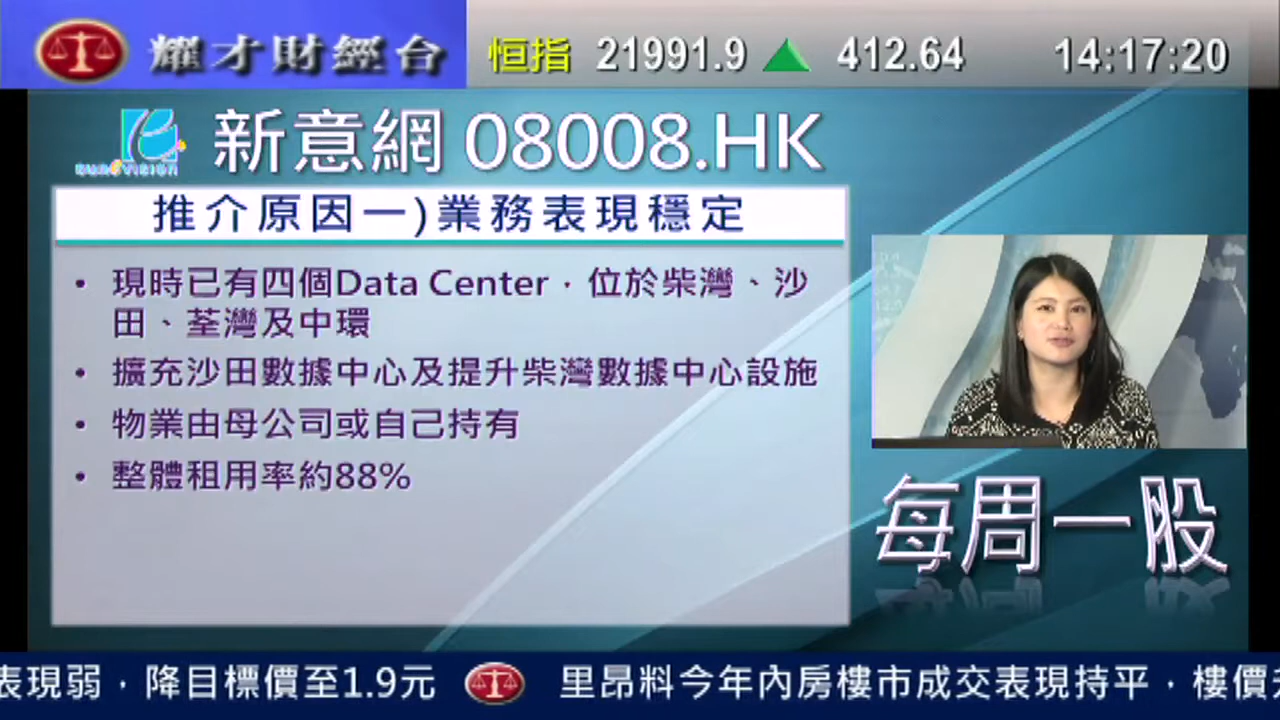 耀才財經台
恒指 21991.9 ▲ 412.64 14:17:20
新意網 08008.HK
推介原因一)業務表現穩定
• 現時已有四個Data Center,位於柴灣、沙
田、荃灣及中環
• 擴充沙田數據中心及提升柴灣數據中心設施
• 物業由母公司或自己持有
• 整體租用率約88%
每周一股
表現弱,降目標價至1.9元 里昂料今年內房樓市成交表現持平,樓價